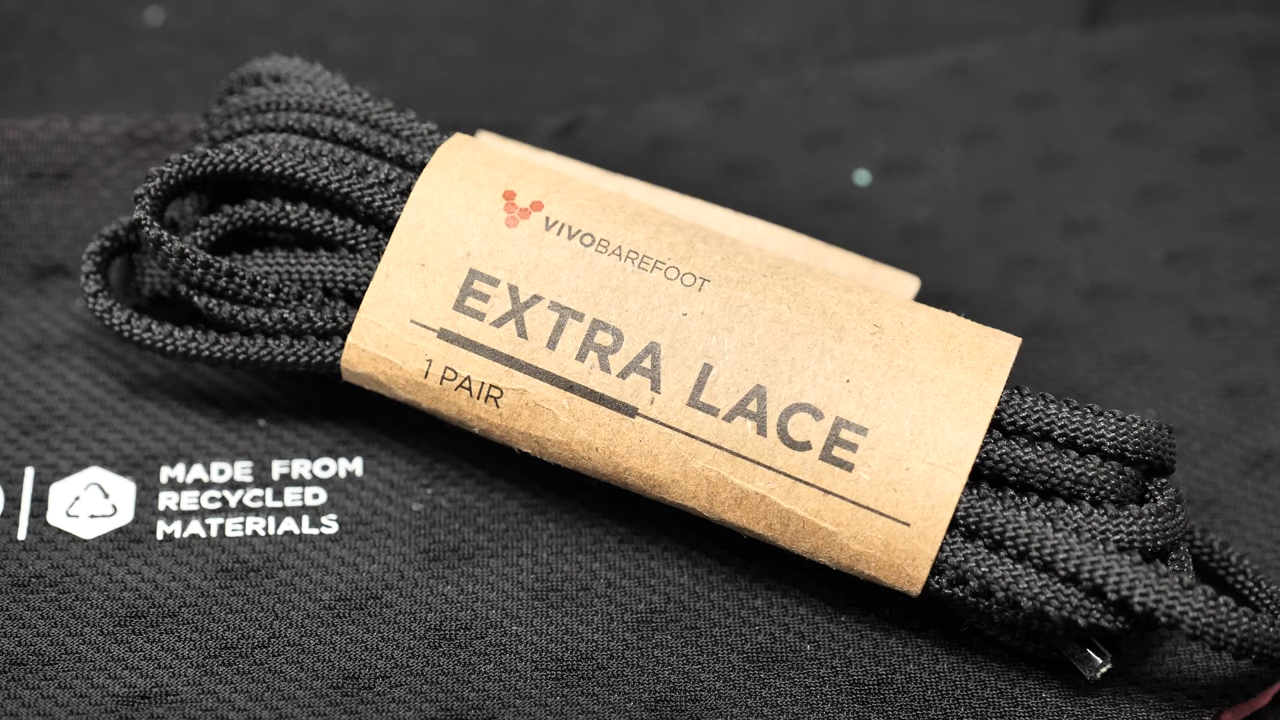 VIVOBAREFOOT
EXTRA LACE
1 PAIR
MADE FROM
RECYCLED
MATERIALS